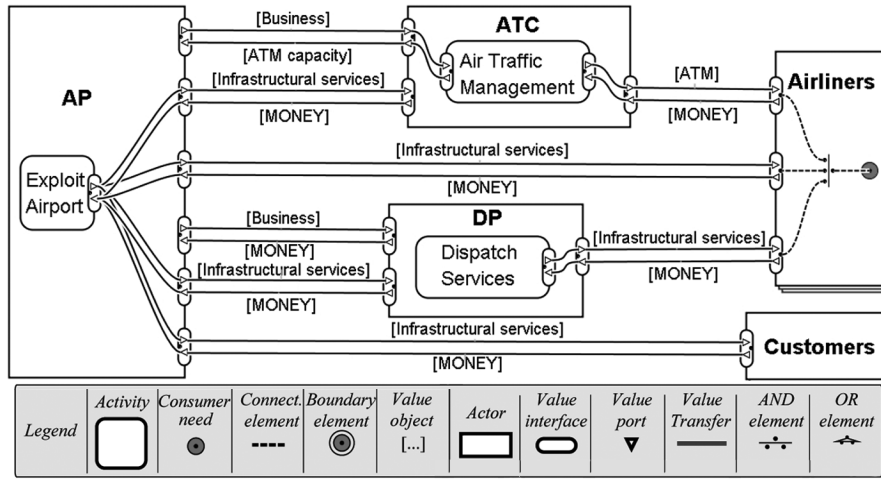 [Business]
ATC
[ATM capacity]
Air Traffic
Management
[ATM]
Airliners
[Infrastructural services]
[MONEY]
[MONEY]
AP
[Infrastructural services]
[MONEY]
Exploit
Airport
[Business]
[MONEY]
DP
Dispatch
Services
[Infrastructural services]
[MONEY]
[Infrastructural services]
[MONEY]
[Infrastructural services]
[MONEY]
Customers
Legend
Activity
Consumer
need
Connect.
element
Boundary
element
Value
object
[...]
Actor
Value
interface
Value
port
Value
Transfer
AND
element
OR
element